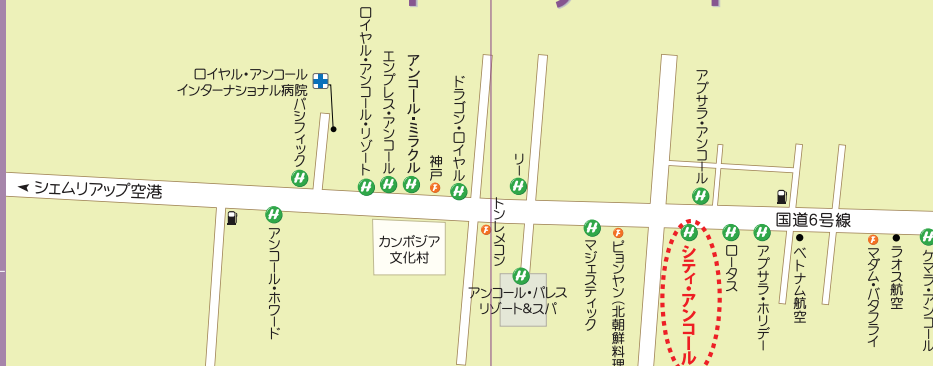 ロイヤル・アンコール
インターナショナル病院
パシフィック
ロイヤル・アンコール・リゾート
エンプレス・アンコール
アンコール・ミラクル
神戸
ドラゴン・ロイヤル
リー
アプサラ・アンコール
シェムリアップ空港
国道6号線
アンコール・ホワード
カンボジア
文化村
トンレメコン
アンコール・パレス
リゾート&スパ
マジェスティック
ピョンヤン(北朝鮮料理
シティ・アンコール
ロータス
アプサラ・ホリデー
ベトナム航空
マダム・バタフライ
ラオス航空
ケマラ・アンコール
H
H
H
H
H
H
H
H
H
H
H
H
H
H
F
F
F
F